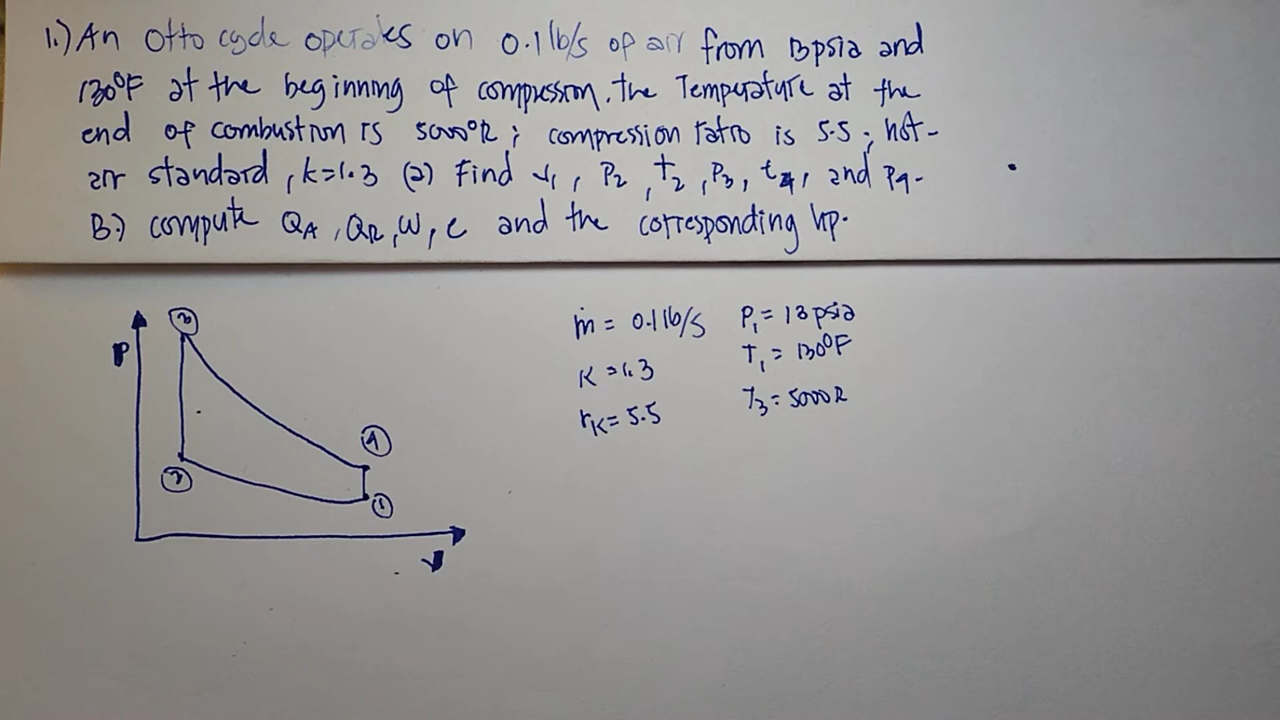 1.) An Otto cycle operates on 0.1 lb/s of air from 13psia and
130°F at the beginning of compression. the Temperature at the
end of combustion is 5000°R ; compression ratio is 5.5 ; hot-
air standard , k=1.3 (a) Find V1 , P2 , t2 , P3 , t4 , and P4.
B.) compute QA , QR , W , e and the corresponding hp.
ṁ = 0.1 lb/s P1 = 13 psia
K = 1.3 T1 = 130°F
rK = 5.5 T3 = 5000R
3
P
4
2
1
V